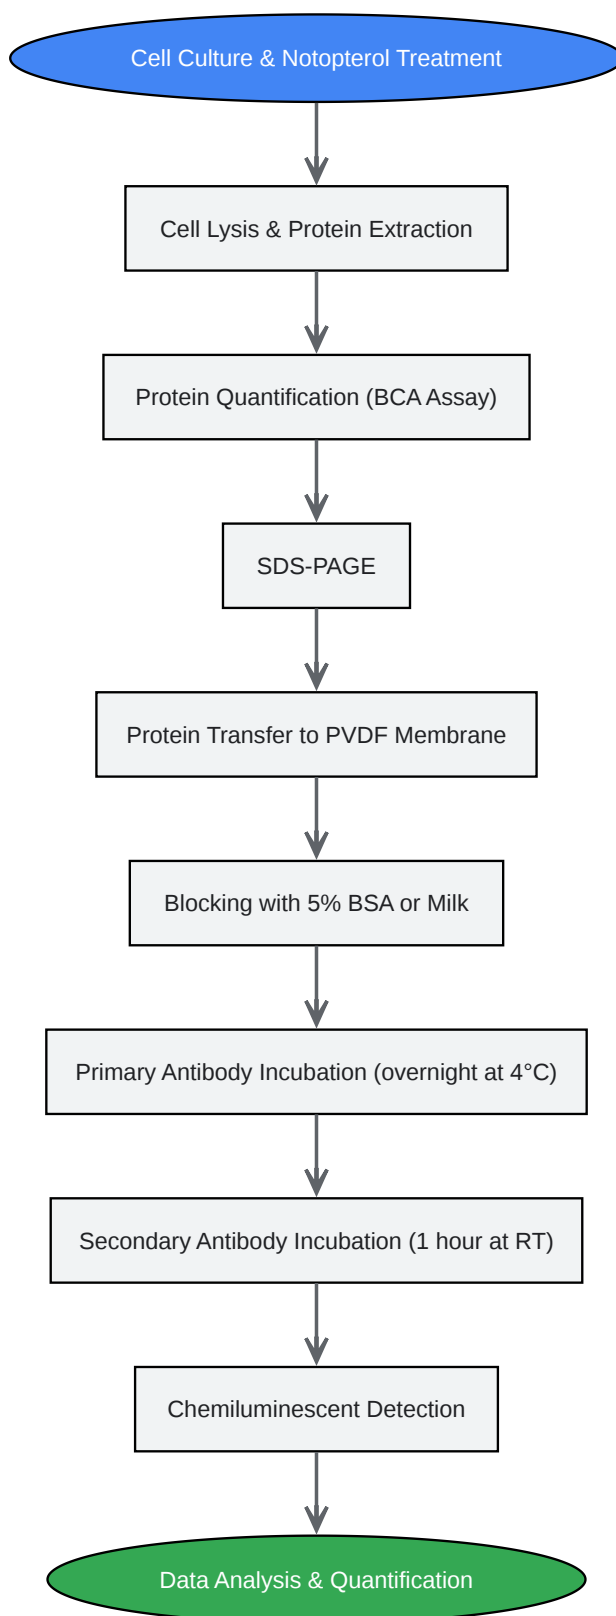 Cell Culture & Notopterol Treatment
Cell Lysis & Protein Extraction
Protein Quantification (BCA Assay)
SDS-PAGE
Protein Transfer to PVDF Membrane
Blocking with 5% BSA or Milk
Primary Antibody Incubation (overnight at 4°C)
Secondary Antibody Incubation (1 hour at RT)
Chemiluminescent Detection
Data Analysis & Quantification